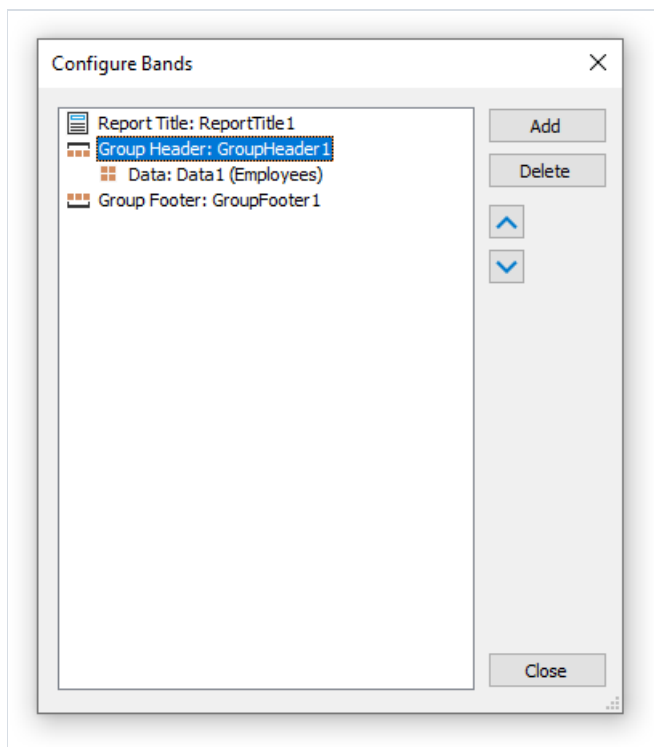 Configure Bands
Report Title: ReportTitle1
Group Header: GroupHeader1
Data: Data1 (Employees)
Group Footer: GroupFooter1
Add
Delete
Close